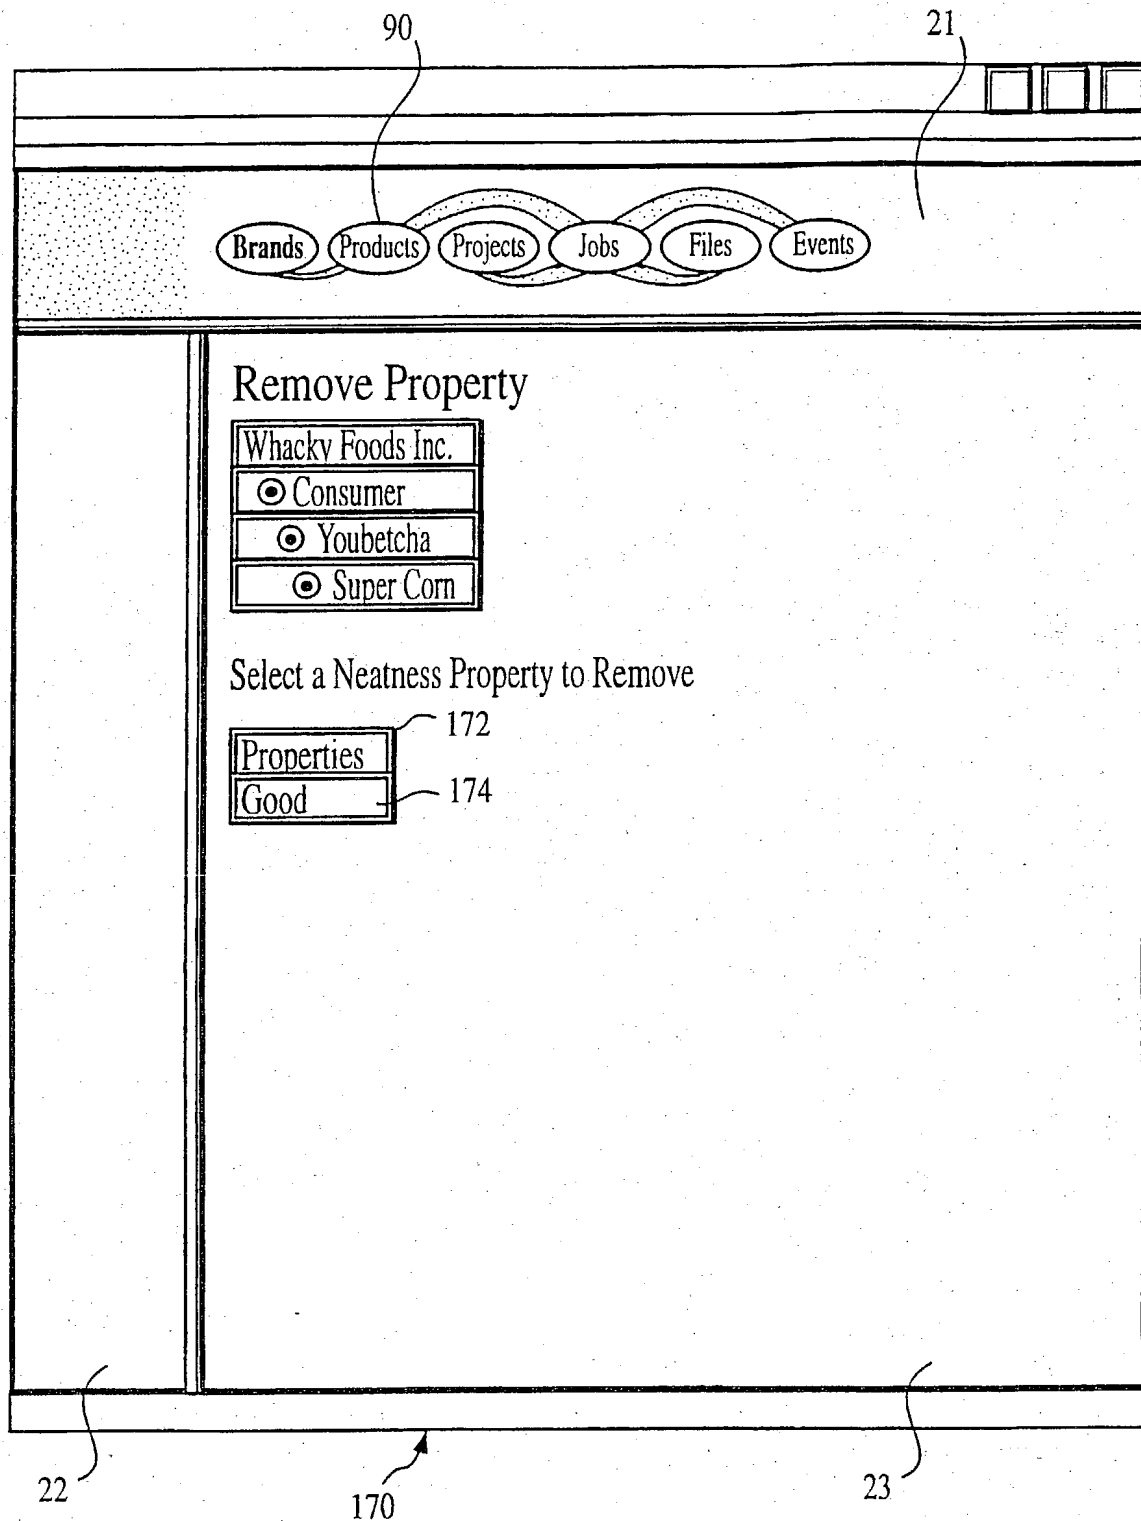 90
21
Brands Products Projects Jobs Files Events
Remove Property
Whacky Foods Inc.
Consumer
Youbetcha
Super Corn
Select a Neatness Property to Remove
172
Properties
Good
174
22
170
23